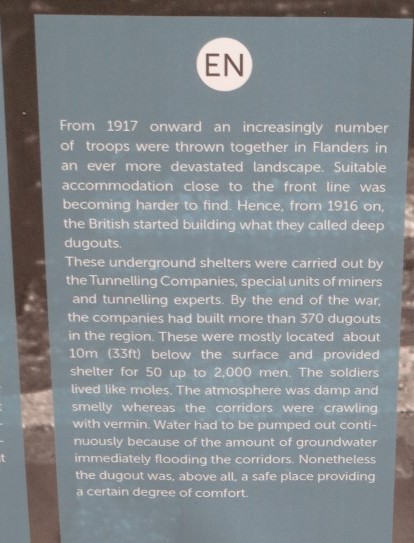 EN
From 1917 onward an increasingly number
of troops were thrown together in Flanders in
an ever more devastated landscape. Suitable
accommodation close to the front line was
becoming harder to find. Hence, from 1916 on,
the British started building what they called deep
dugouts.
These underground shelters were carried out by
the Tunnelling Companies, special units of miners
and tunnelling experts. By the end of the war,
the companies had built more than 370 dugouts
in the region. These were mostly located about
10m (33ft) below the surface and provided
shelter for 50 up to 2,000 men. The soldiers
lived like moles. The atmosphere was damp and
smelly whereas the corridors were crawling
with vermin. Water had to be pumped out conti-
nuously because of the amount of groundwater
immediately flooding the corridors. Nonetheless
the dugout was, above all, a safe place providing
a certain degree of comfort.